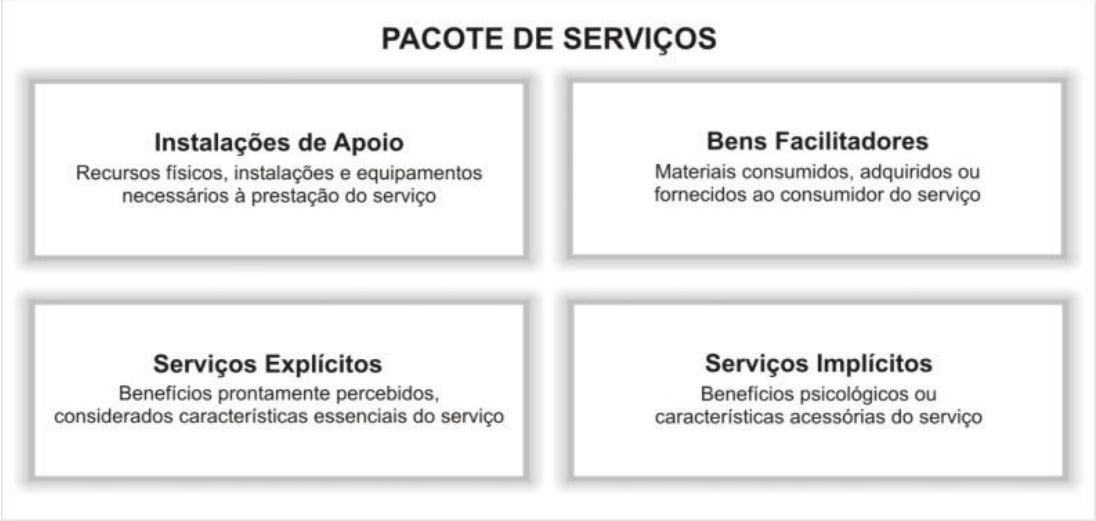 PACOTE DE SERVIÇOS
Instalações de Apoio
Recursos físicos, instalações e equipamentos
necessários à prestação do serviço
Bens Facilitadores
Materiais consumidos, adquiridos ou
fornecidos ao consumidor do serviço
Serviços Explícitos
Benefícios prontamente percebidos,
considerados características essenciais do serviço
Serviços Implícitos
Benefícios psicológicos ou
características acessórias do serviço